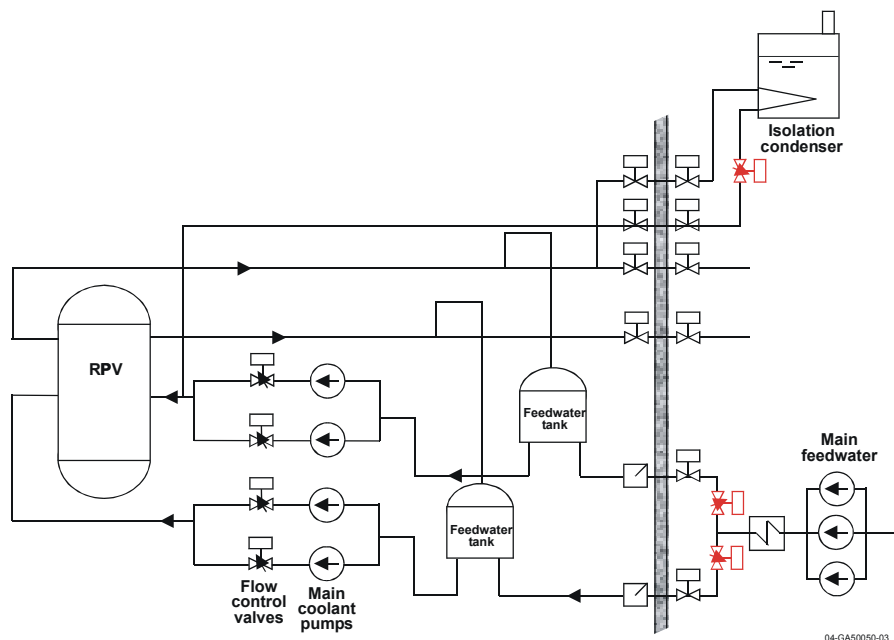 Isolation
condenser
RPV
Feedwater
tank
Main
feedwater
Feedwater
tank
Flow
control
valves
Main
coolant
pumps
04-GA50050-03